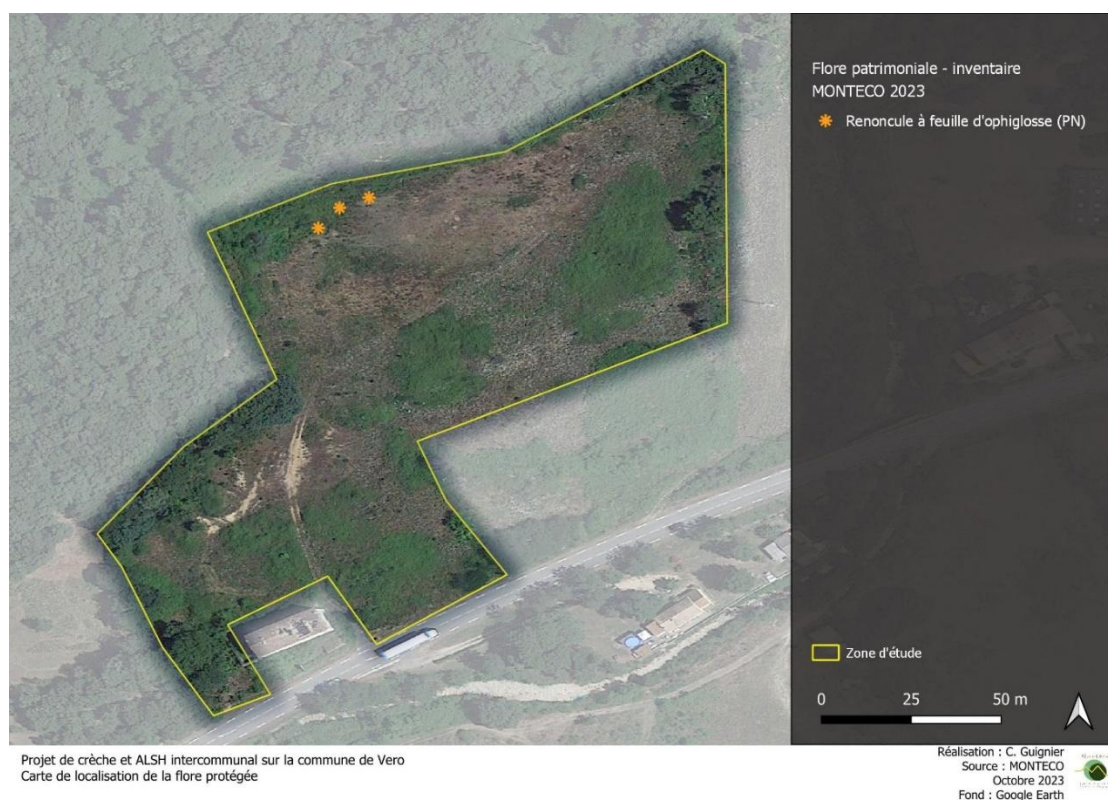 Flore patrimoniale - inventaire
MONTECO 2023
Renoncule à feuille d'ophiglosse (PN)
Zone d'étude
0 25 50 m
Projet de crèche et ALSH intercommunal sur la commune de Vero
Carte de localisation de la flore protégée
Réalisation : C. Guignier
Source : MONTECO
Octobre 2023
Fond : Google Earth